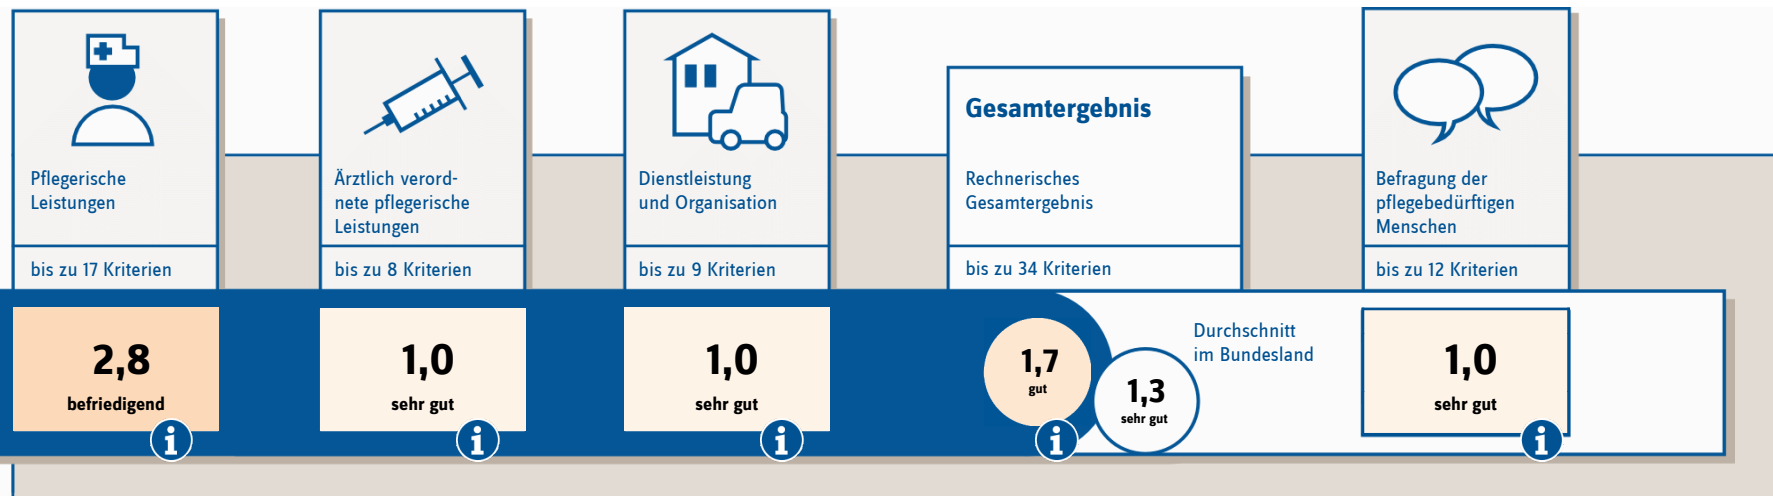 Pflegerische
Leistungen
bis zu 17 Kriterien
2,8
befriedigend
i
Ärztlich verord-
nete pflegerische
Leistungen
bis zu 8 Kriterien
1,0
sehr gut
i
Dienstleistung
und Organisation
bis zu 9 Kriterien
1,0
sehr gut
i
Gesamtergebnis
Rechnerisches
Gesamtergebnis
bis zu 34 Kriterien
1,7
gut
i
1,3
sehr gut
Durchschnitt
im Bundesland
Befragung der
pflegebedürftigen
Menschen
bis zu 12 Kriterien
1,0
sehr gut
i